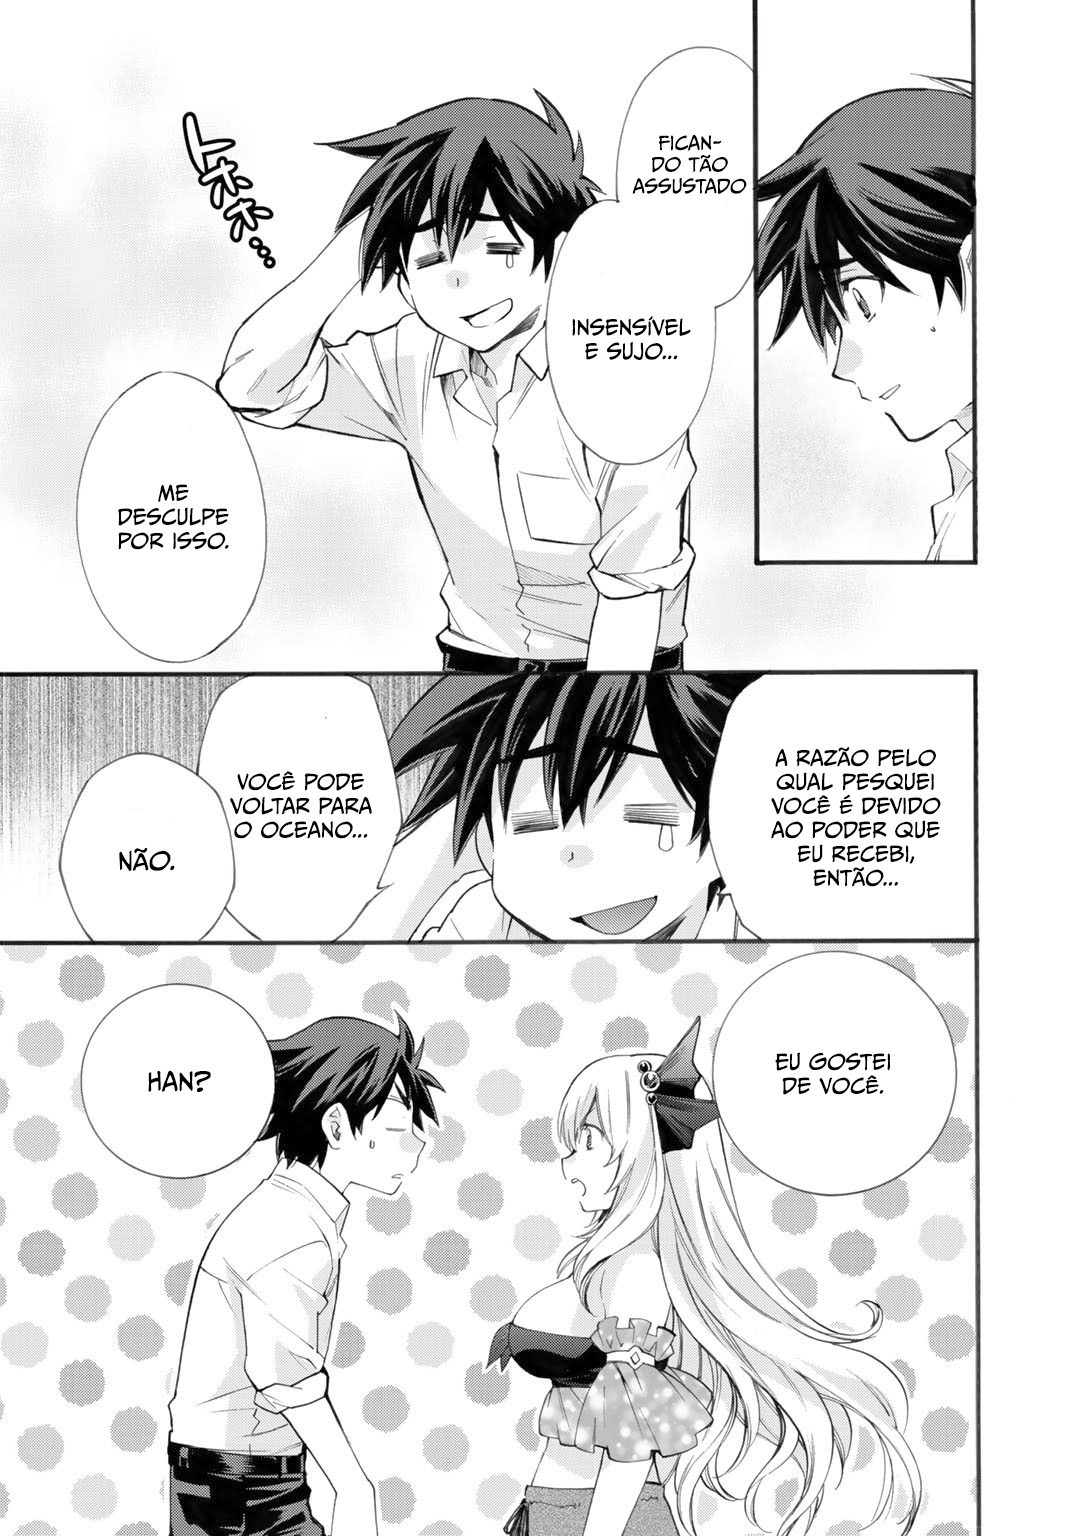 FICAN-
DO TÃO
ASSUSTADO
INSENSÍVEL
E SUJO...
トホホホ...
ME
DESCULPE
POR ISSO.
A RAZÃO PELO
QUAL PESQUEI
VOCÊ É DEVIDO
AO PODER QUE
EU RECEBI,
ENTÃO...
VOCÊ PODE
VOLTAR PARA
O OCEANO...
NÃO.
EU GOSTEI
DE VOCÊ.
HAN?